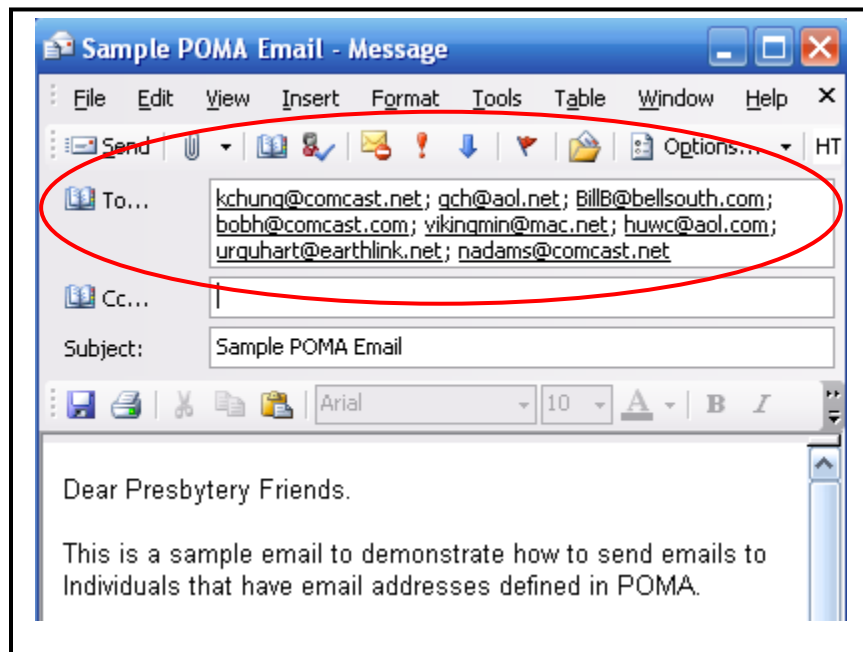 Sample POMA Email - Message
File Edit View Insert Format Tools Table Window Help
Send Options... HT
To... kchung@comcast.net; gch@aol.net; BillB@bellsouth.com;
bobh@comcast.com; vikingmin@mac.net; huwc@aol.com;
urquhart@earthlink.net; nadams@comcast.net
Cc...
Subject: Sample POMA Email
Arial 10 A B I
Dear Presbytery Friends.
This is a sample email to demonstrate how to send emails to
Individuals that have email addresses defined in POMA.